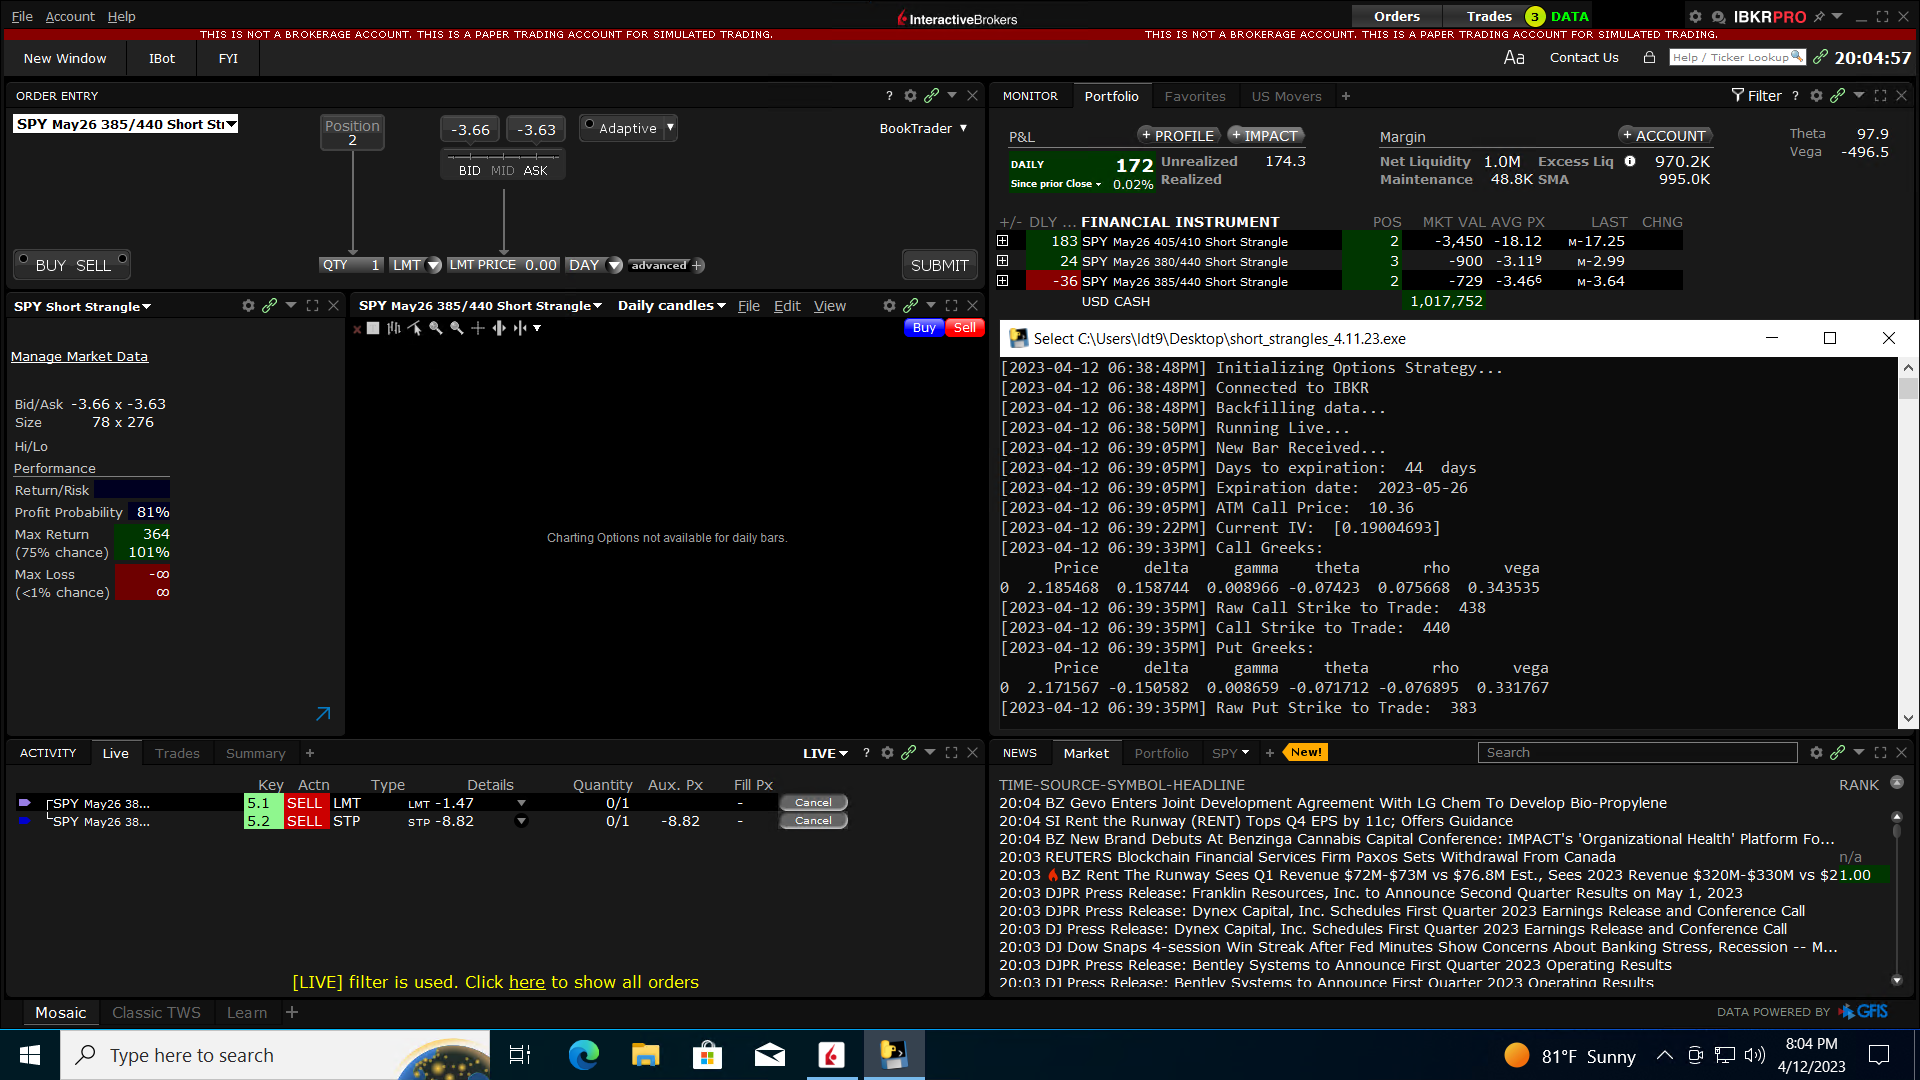 File Account Help
InteractiveBrokers
Orders Trades 3 DATA
IBKRPRO
THIS IS NOT A BROKERAGE ACCOUNT. THIS IS A PAPER TRADING ACCOUNT FOR SIMULATED TRADING.
THIS IS NOT A BROKERAGE ACCOUNT. THIS IS A PAPER TRADING ACCOUNT FOR SIMULATED TRADING.
New Window IBot FYI
Aa Contact Us Help / Ticker Lookup 20:04:57
ORDER ENTRY ?
SPY May26 385/440 Short Str
Position
2
-3.66 -3.63
BID MID ASK
Adaptive
BookTrader
BUY SELL
QTY 1 LMT LMT PRICE 0.00 DAY advanced +
SUBMIT
MONITOR Portfolio Favorites US Movers + Filter ?
P&L + PROFILE + IMPACT Margin + ACCOUNT
DAILY 172 Unrealized 174.3
Since prior Close 0.02% Realized
Net Liquidity 1.0M Excess Liq 970.2K
Maintenance 48.8K SMA 995.0K
Theta 97.9
Vega -496.5
+/- DLY ... FINANCIAL INSTRUMENT POS MKT VAL AVG PX LAST CHNG
183 SPY May26 405/410 Short Strangle 2 -3,450 -18.12 M-17.25
24 SPY May26 380/440 Short Strangle 3 -900 -3.119 M-2.99
-36 SPY May26 385/440 Short Strangle 2 -729 -3.466 M-3.64
USD CASH 1,017,752
SPY Short Strangle
Manage Market Data
Bid/Ask -3.66 x -3.63
Size 78 x 276
Hi/Lo
Performance
Return/Risk
Profit Probability 81%
Max Return 364
(75% chance) 101%
Max Loss -∞
(<1% chance) ∞
SPY May26 385/440 Short Strangle Daily candles File Edit View
Buy Sell
Charting Options not available for daily bars.
Select C:\Users\ldt9\Desktop\short_strangles_4.11.23.exe
[2023-04-12 06:38:48PM] Initializing Options Strategy...
[2023-04-12 06:38:48PM] Connected to IBKR
[2023-04-12 06:38:48PM] Backfilling data...
[2023-04-12 06:38:50PM] Running Live...
[2023-04-12 06:39:05PM] New Bar Received...
[2023-04-12 06:39:05PM] Days to expiration: 44 days
[2023-04-12 06:39:05PM] Expiration date: 2023-05-26
[2023-04-12 06:39:05PM] ATM Call Price: 10.36
[2023-04-12 06:39:22PM] Current IV: [0.19004693]
[2023-04-12 06:39:33PM] Call Greeks:
Price delta gamma theta rho vega
0 2.185468 0.158744 0.008966 -0.07423 0.075668 0.343535
[2023-04-12 06:39:35PM] Raw Call Strike to Trade: 438
[2023-04-12 06:39:35PM] Call Strike to Trade: 440
[2023-04-12 06:39:35PM] Put Greeks:
Price delta gamma theta rho vega
0 2.171567 -0.150582 0.008659 -0.071712 -0.076895 0.331767
[2023-04-12 06:39:35PM] Raw Put Strike to Trade: 383
ACTIVITY Live Trades Summary + LIVE ?
Key Actn Type Details Quantity Aux. Px Fill Px
SPY May26 38... 5.1 SELL LMT LMT -1.47 0/1 - Cancel
SPY May26 38... 5.2 SELL STP STP -8.82 0/1 -8.82 - Cancel
[LIVE] filter is used. Click here to show all orders
NEWS Market Portfolio SPY + New! Search
TIME-SOURCE-SYMBOL-HEADLINE RANK
20:04 BZ Gevo Enters Joint Development Agreement With LG Chem To Develop Bio-Propylene
20:04 SI Rent the Runway (RENT) Tops Q4 EPS by 11c; Offers Guidance
20:04 BZ New Brand Debuts At Benzinga Cannabis Capital Conference: IMPACT's 'Organizational Health' Platform Fo...
20:03 REUTERS Blockchain Financial Services Firm Paxos Sets Withdrawal From Canada n/a
20:03 BZ Rent The Runway Sees Q1 Revenue $72M-$73M vs $76.8M Est., Sees 2023 Revenue $320M-$330M vs $21.00
20:03 DJPR Press Release: Franklin Resources, Inc. to Announce Second Quarter Results on May 1, 2023
20:03 DJPR Press Release: Dynex Capital, Inc. Schedules First Quarter 2023 Earnings Release and Conference Call
20:03 DJ Press Release: Dynex Capital, Inc. Schedules First Quarter 2023 Earnings Release and Conference Call
20:03 DJ Dow Snaps 4-session Win Streak After Fed Minutes Show Concerns About Banking Stress, Recession -- M...
20:03 DJPR Press Release: Bentley Systems to Announce First Quarter 2023 Operating Results
20:03 DJ Press Release: Bentley Systems to Announce First Quarter 2023 Operating Results
Mosaic Classic TWS Learn +
DATA POWERED BY GFIS
Type here to search
81°F Sunny
8:04 PM
4/12/2023